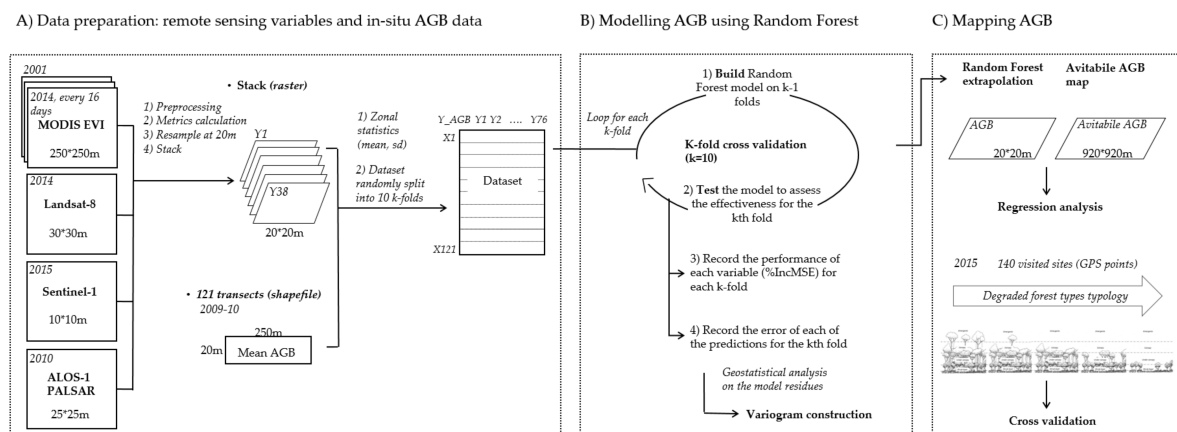 A) Data preparation: remote sensing variables and in-situ AGB data
2001
2014, every 16
days
MODIS EVI
250*250m
2014
Landsat-8
30*30m
2015
Sentinel-1
10*10m
2010
ALOS-1
PALSAR
25*25m
1) Preprocessing
2) Metrics calculation
3) Resample at 20m
4) Stack
• Stack (raster)
Y1
Y38
20*20m
• 121 transects (shapefile)
2009-10
250m
20m
Mean AGB
1) Zonal
statistics
(mean, sd)
2) Dataset
randomly split
into 10 k-folds
Y_AGB Y1 Y2 .... Y76
X1
Dataset
X121
B) Modelling AGB using Random Forest
Loop for each
k-fold
1) Build Random
Forest model on k-1
folds
K-fold cross validation
(k=10)
2) Test the model to assess
the effectiveness for the
kth fold
3) Record the performance of
each variable (%IncMSE) for
each k-fold
4) Record the error of each of
the predictions for the kth fold
Geostatistical analysis
on the model residues
Variogram construction
C) Mapping AGB
Random Forest
extrapolation
Avitabile AGB
map
AGB
20*20m
Avitabile AGB
920*920m
Regression analysis
2015 140 visited sites (GPS points)
Degraded forest types typology
Cross validation